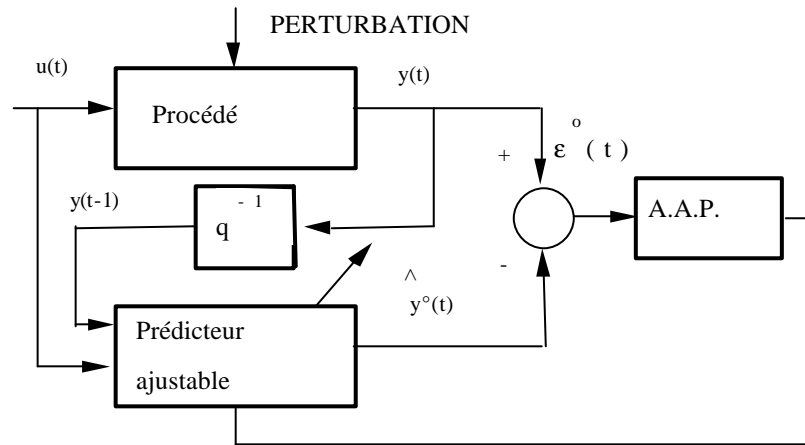 PERTURBATION
u(t)
y(t)
Procédé
+
ε°(t)
y(t-1)
q⁻¹
A.A.P.
-
^
y°(t)
Prédicteur
ajustable